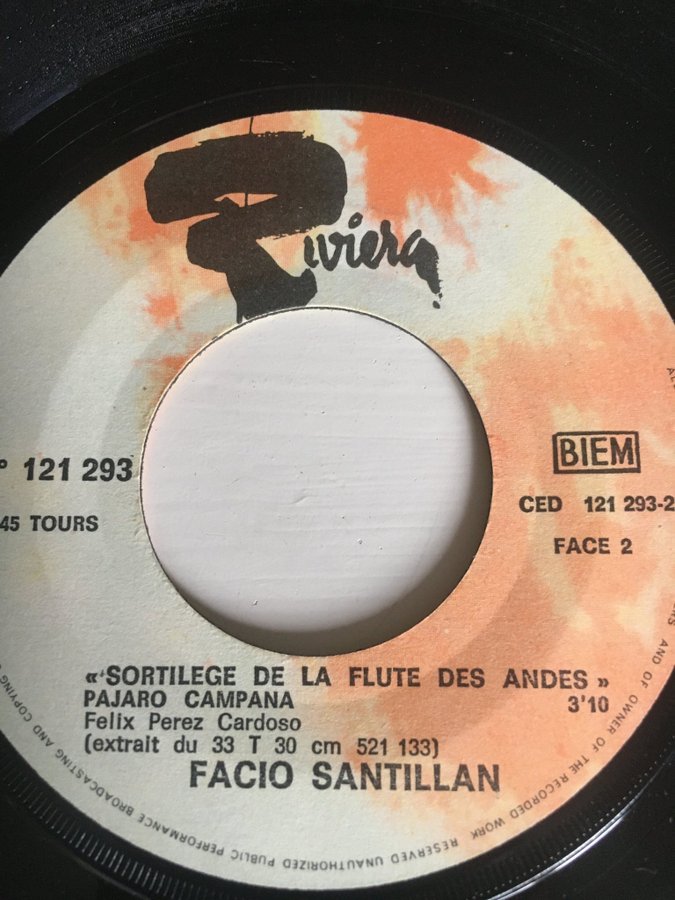 Riviera
° 121 293
45 TOURS
BIEM
CED 121 293-2
FACE 2
«'SORTILEGE DE LA FLUTE DES ANDES»
PAJARO CAMPANA 3'10
Felix Perez Cardoso
(extrait du 33 T 30 cm 521 133)
FACIO SANTILLAN
AND OF OWNER OF THE RECORDED WORK RESERVED UNAUTHORIZED PUBLIC PERFORMANCE BROADCASTING AND COPYING